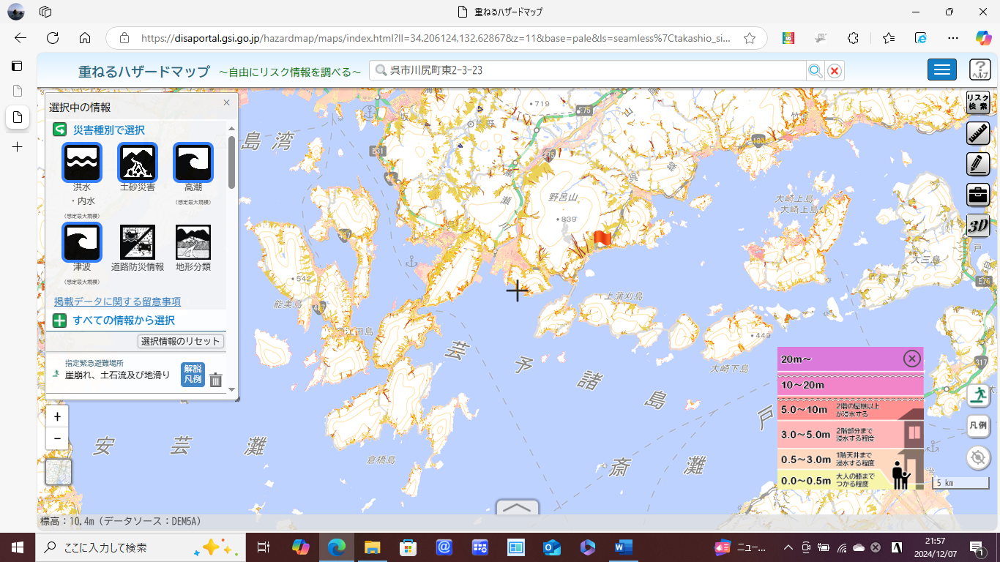 重ねるハザードマップ
https://disaportal.gsi.go.jp/hazardmap/maps/index.html?ll=34.206124,132.62867&z=11&base=pale&ls=seamless%7Ctakashio_si...
重ねるハザードマップ ～自由にリスク情報を調べる～
呉市川尻町東2-3-23
ヘルプ
選択中の情報
災害種別で選択
洪水
・内水
(想定最大規模)
土砂災害
高潮
(想定最大規模)
津波
(想定最大規模)
道路防災情報
地形分類
掲載データに関する留意事項
すべての情報から選択
選択情報のリセット
指定緊急避難場所
崖崩れ、土石流及び地滑り
解説
凡例
+
−
リスク
検索
3D
島湾
熊野
719
E75
E31
375
487
野呂山
839
黒
瀬
川
呉
線
山
竹
大崎上島
大崎上島
大三島
E76
317
542
能美島
江田島
上蒲刈島
449
大崎下島
芸
予
諸
島
倉橋島
安
芸
灘
斎
灘
戸
20m～
10～20m
5.0～10m 2階の屋根以上
が浸水する
3.0～5.0m 2階部分まで
浸水する程度
0.5～3.0m 1階天井まで
浸水する程度
0.0～0.5m 大人の膝まで
つかる程度
凡例
治
5 km
標高：10.4m（データソース：DEM5A）
ここに入力して検索
ニュー...
A
21:57
2024/12/07
1